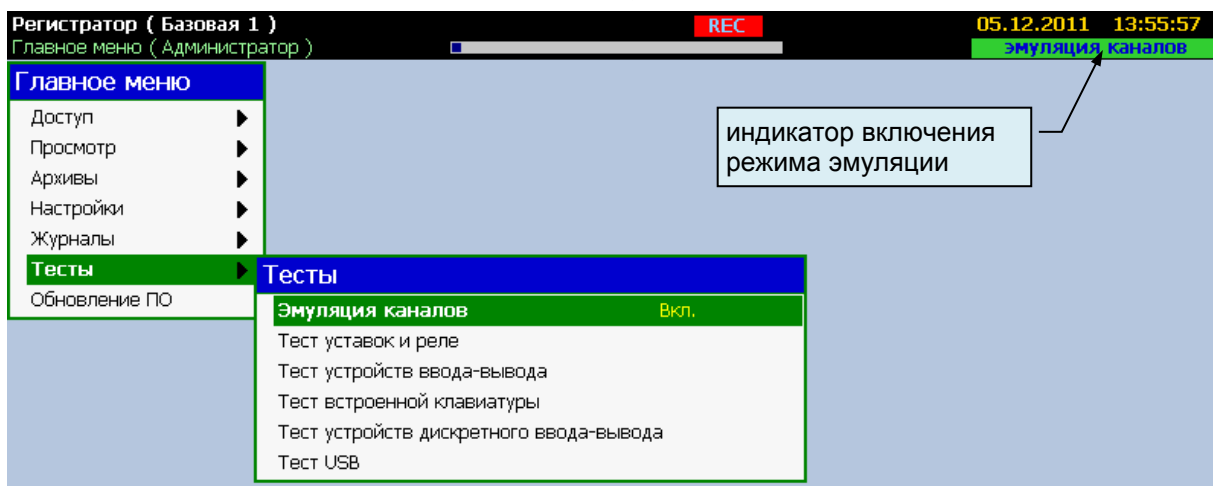 Регистратор ( Базовая 1 ) REC 05.12.2011 13:55:57
Главное меню ( Администратор ) эмуляция каналов
Главное меню
Доступ
Просмотр
Архивы
Настройки
Журналы
Тесты
Обновление ПО
индикатор включения
режима эмуляции
Тесты
Эмуляция каналов Вкл.
Тест уставок и реле
Тест устройств ввода-вывода
Тест встроенной клавиатуры
Тест устройств дискретного ввода-вывода
Тест USB